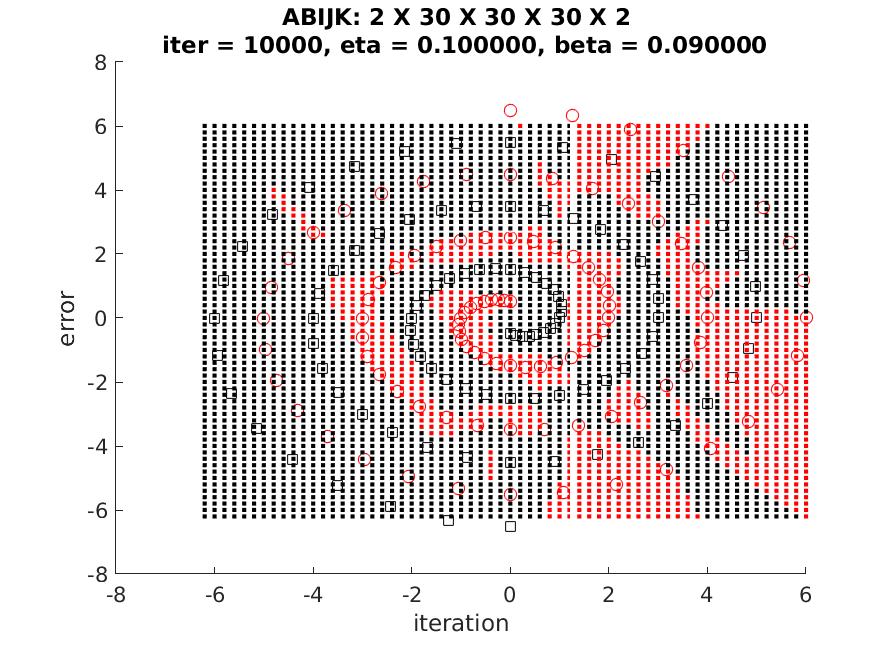 ABIJK: 2 X 30 X 30 X 30 X 2
iter = 10000, eta = 0.100000, beta = 0.090000
8
6
4
2
0
-2
-4
-6
-8
error
-8 -6 -4 -2 0 2 4 6
iteration